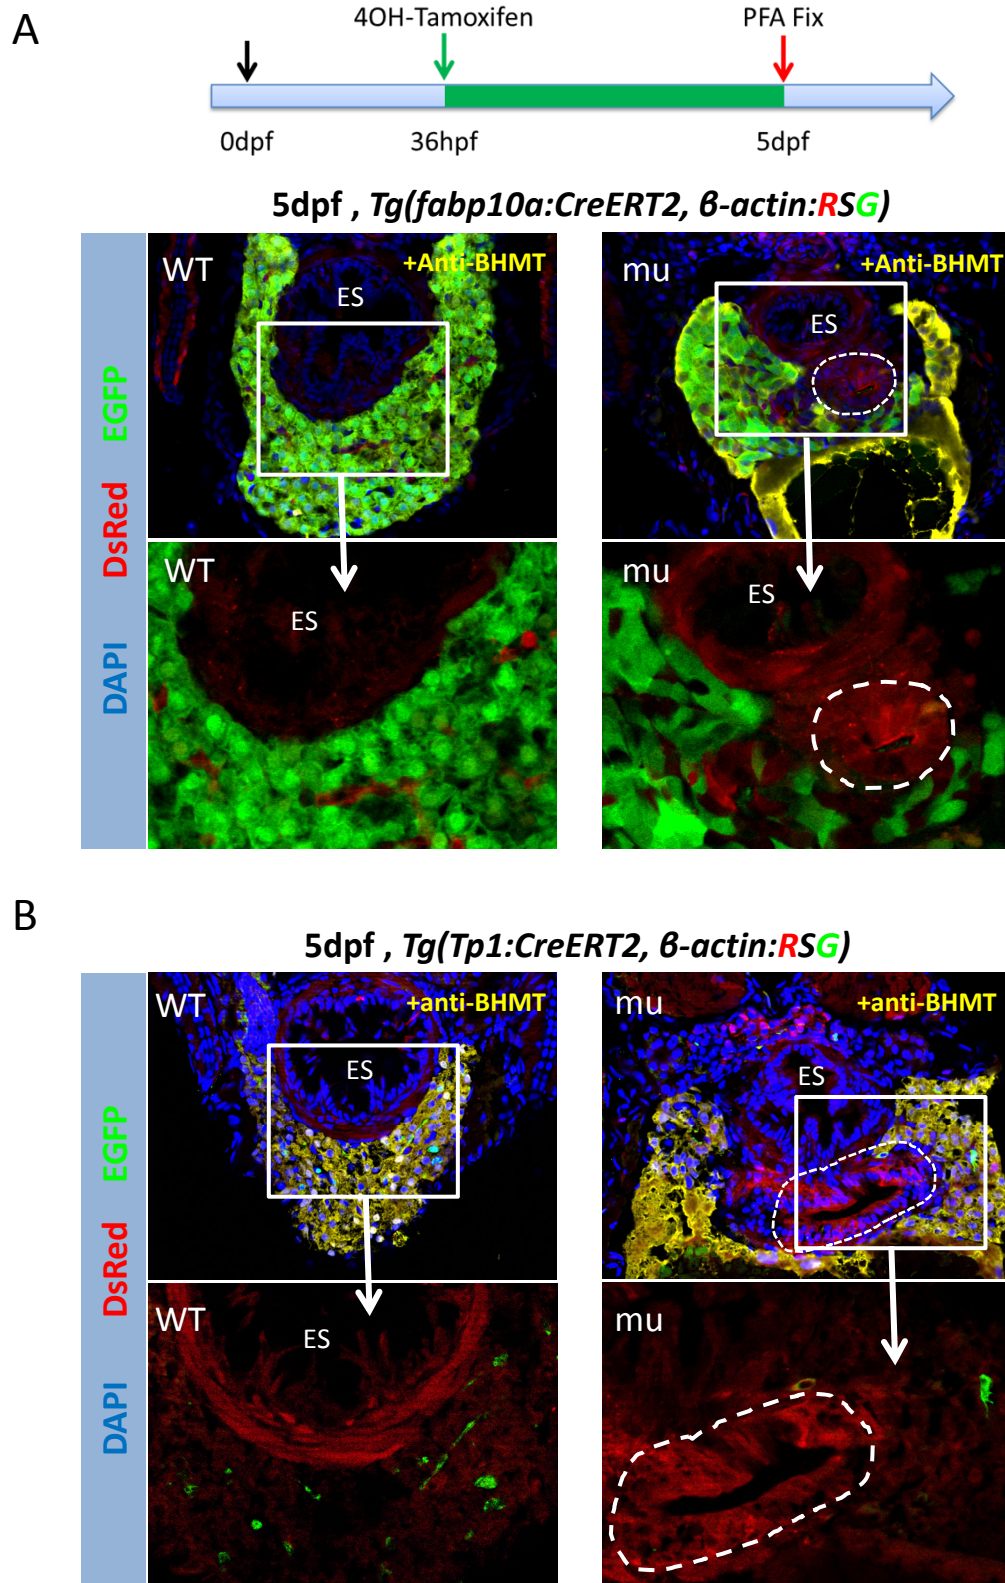 A
4OH-Tamoxifen
PFA Fix
0dpf
36hpf
5dpf
5dpf , Tg(fabp10a:CreERT2, β-actin:RSG)
DAPI DsRed EGFP
WT
+Anti-BHMT
ES
mu
+Anti-BHMT
ES
WT
ES
mu
ES
B
5dpf , Tg(Tp1:CreERT2, β-actin:RSG)
DAPI DsRed EGFP
WT
+anti-BHMT
ES
mu
+anti-BHMT
ES
WT
ES
mu